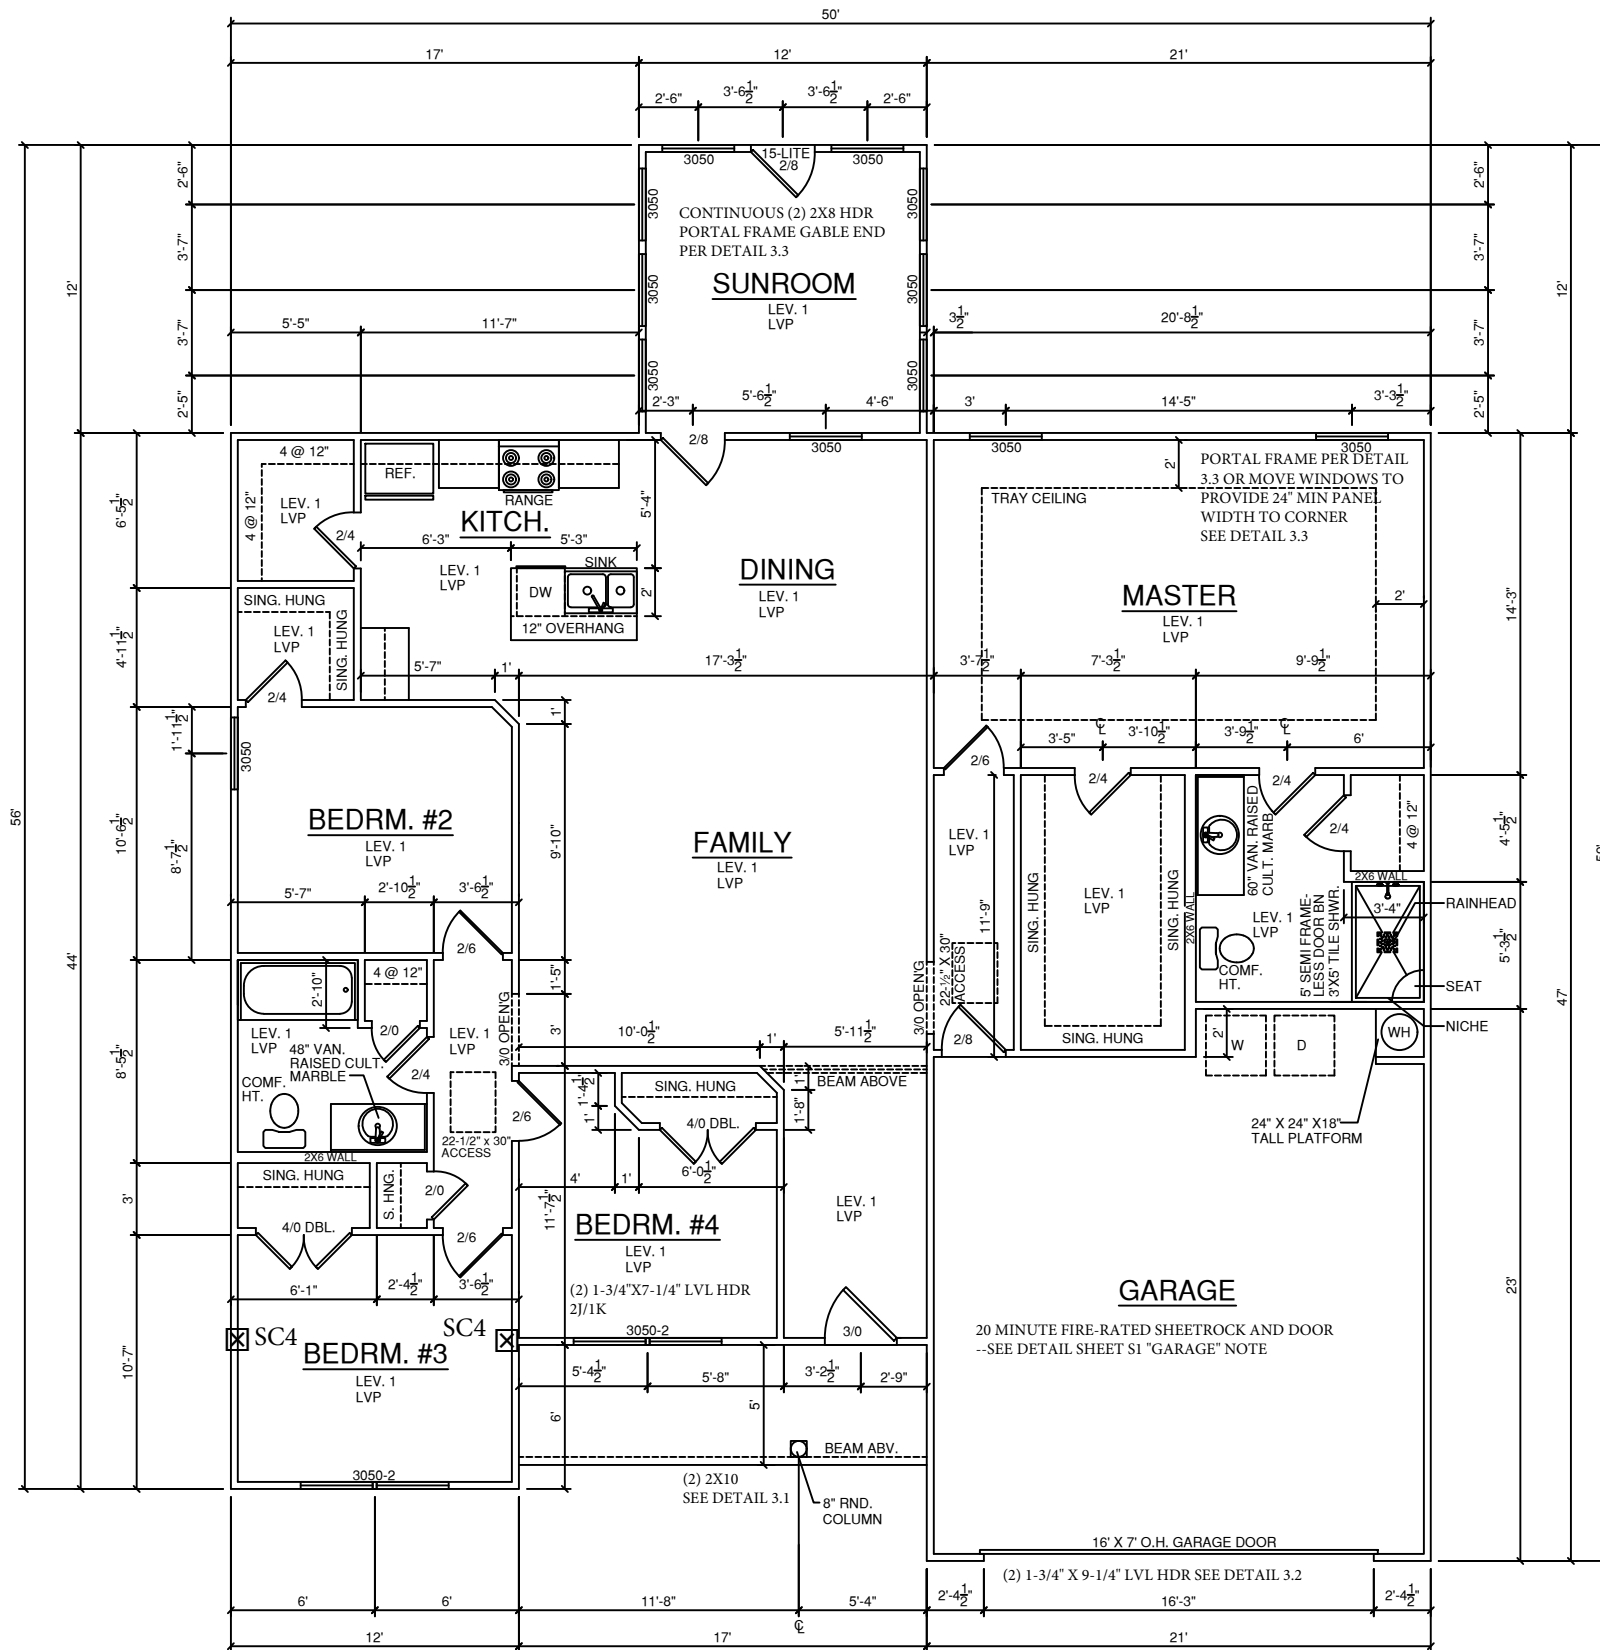 50'
17'
12'
21'
2'-6"
3'-6½"
3'-6½"
2'-6"
3050
15-LITE
2/8
3050
2'-6"
3'-7"
3'-7"
2'-5"
12'
3050
3050
3050
3050
3050
3050
CONTINUOUS (2) 2X8 HDR
PORTAL FRAME GABLE END
PER DETAIL 3.3
SUNROOM
LEV. 1
LVP
2'-6"
3'-7"
3'-7"
2'-5"
12'
5'-5"
11'-7"
3½"
20'-8½"
2'-3"
5'-6½"
4'-6"
3'
14'-5"
3'-3½"
2/8
3050
3050
3050
4 @ 12"
4 @ 12"
LEV. 1
LVP
2/4
REF.
RANGE
KITCH.
6'-3"
5'-3"
5'-4"
LEV. 1
LVP
SINK
DW
2'
12" OVERHANG
DINING
LEV. 1
LVP
2'
TRAY CEILING
PORTAL FRAME PER DETAIL
3.3 OR MOVE WINDOWS TO
PROVIDE 24" MIN PANEL
WIDTH TO CORNER
SEE DETAIL 3.3
MASTER
LEV. 1
LVP
2'
14'-3"
6'-5½"
4'-11½"
SING. HUNG
SING. HUNG
LEV. 1
LVP
2/4
5'-7"
1'
17'-3½"
3'-7½"
7'-3½"
9'-9½"
1'-11½"
3050
10'-6½"
8'-7½"
BEDRM. #2
LEV. 1
LVP
1'
9'-10"
5'-7"
2'-10½"
3'-6½"
2/6
FAMILY
LEV. 1
LVP
2/6
3'-5"
℄
3'-10½"
3'-9½"
℄
6'
2/4
2/4
LEV. 1
LVP
11'-9"
22-½" X 30"
ACCESS
3/0 OPEN'G
2/8
SING. HUNG
LEV. 1
LVP
SING. HUNG
SING. HUNG
2X6 WALL
60" VAN. RAISED
CULT. MARB.
LEV. 1
LVP
COMF.
HT.
5' SEMI FRAME-
LESS DOOR BN
3'X5' TILE SHWR.
2/4
4 @ 12"
2X6 WALL
3'-4"
RAINHEAD
SEAT
NICHE
4'-5½"
5'-3½"
56'
44'
47'
2'
W
D
WH
24" X 24" X18"
TALL PLATFORM
2'-10"
4 @ 12"
2/0
LEV. 1
LVP
48" VAN.
RAISED CULT.
MARBLE
COMF.
HT.
2/4
LEV. 1
LVP
3/0 OPEN'G
1'-5"
3'
22-1/2" x 30"
ACCESS
2X6 WALL
8'-5½"
10'-0½"
1'
5'-11½"
BEAM ABOVE
1'-4½"
1'
SING. HUNG
1'
1'-8"
4/0 DBL.
2/6
4'
1'
6'-0½"
11'-7½"
BEDRM. #4
LEV. 1
LVP
(2) 1-3/4"X7-1/4" LVL HDR
2J/1K
3050-2
LEV. 1
LVP
3/0
3'
SING. HUNG
S. HNG.
2/0
4/0 DBL.
2/6
6'-1"
2'-4½"
3'-6½"
SC4
SC4
BEDRM. #3
LEV. 1
LVP
10'-7"
3050-2
GARAGE
20 MINUTE FIRE-RATED SHEETROCK AND DOOR
--SEE DETAIL SHEET S1 "GARAGE" NOTE
23'
5'-4½"
5'-8"
3'-2½"
2'-9"
5'
6'
BEAM ABV.
(2) 2X10
SEE DETAIL 3.1
8" RND.
COLUMN
16' X 7' O.H. GARAGE DOOR
(2) 1-3/4" X 9-1/4" LVL HDR SEE DETAIL 3.2
6'
6'
11'-8"
℄
5'-4"
2'-4½"
16'-3"
2'-4½"
12'
17'
21'